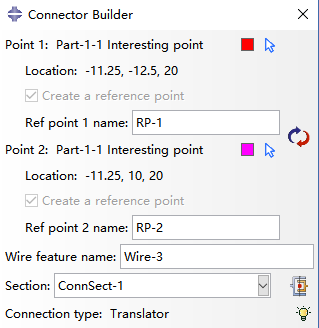 Connector Builder
Point 1: Part-1-1 Interesting point
Location: -11.25, -12.5, 20
Create a reference point
Ref point 1 name: RP-1
Point 2: Part-1-1 Interesting point
Location: -11.25, 10, 20
Create a reference point
Ref point 2 name: RP-2
Wire feature name: Wire-3
Section: ConnSect-1
Connection type: Translator